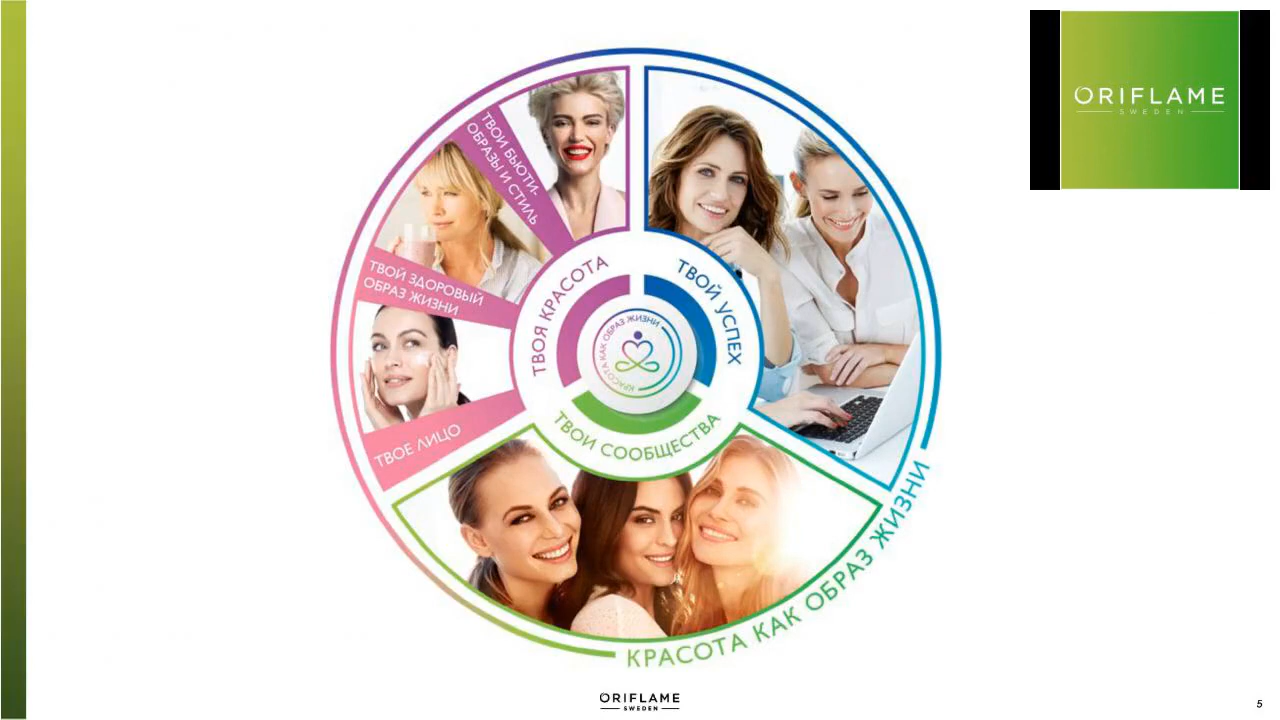 ORIFLAME
SWEDEN
ТВОИ БЬЮТИ-
ОБРАЗЫ И СТИЛЬ
ТВОЙ ЗДОРОВЫЙ
ОБРАЗ ЖИЗНИ
ТВОЕ ЛИЦО
ТВОЯ КРАСОТА
ТВОЙ УСПЕХ
ТВОИ СООБЩЕСТВА
КРАСОТА КАК ОБРАЗ ЖИЗНИ
КРАСОТА
КРАСОТА КАК ОБРАЗ ЖИЗНИ
ORIFLAME
SWEDEN
5